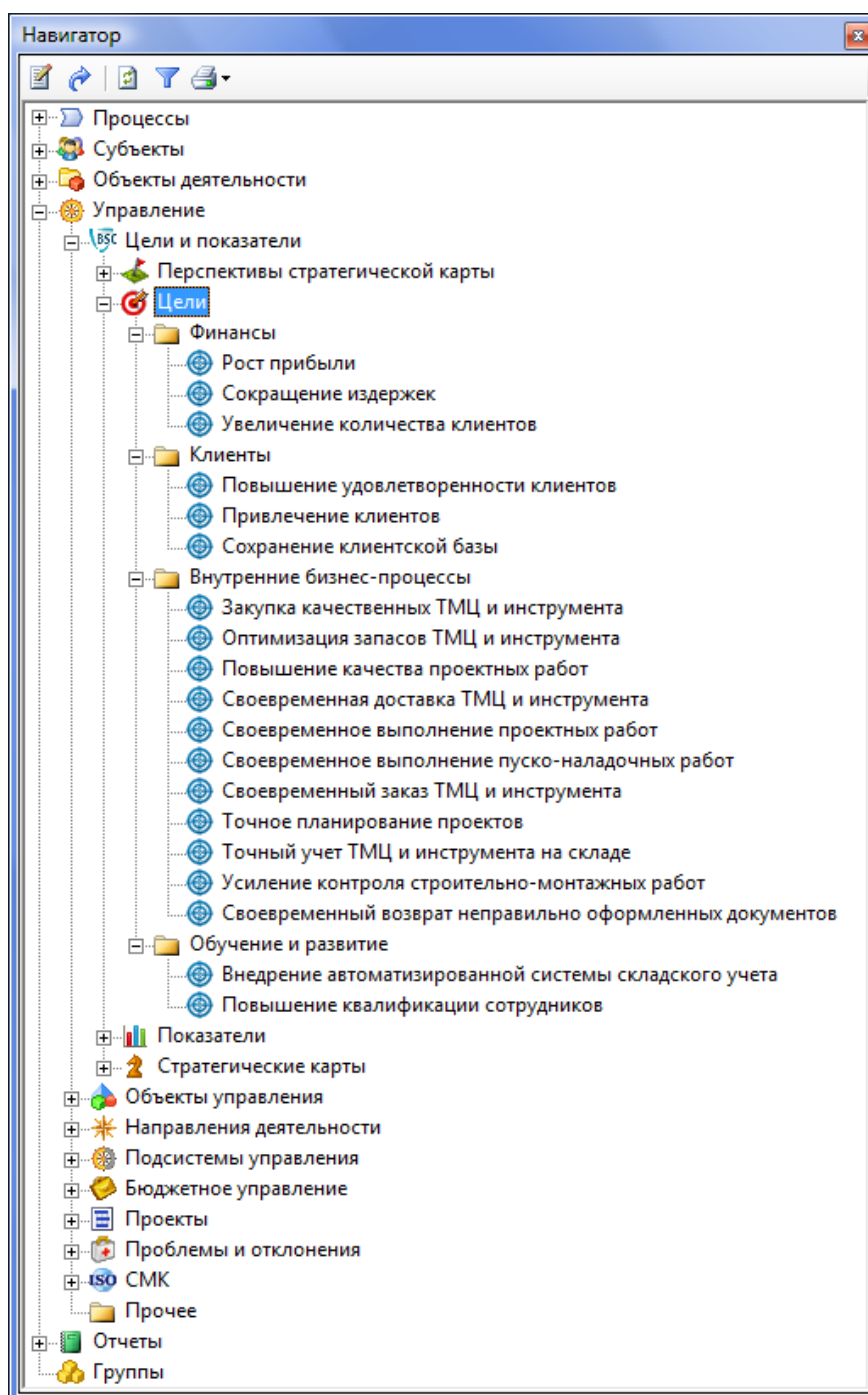 Навигатор
Процессы
Субъекты
Объекты деятельности
Управление
BSC Цели и показатели
Перспективы стратегической карты
Цели
Финансы
Рост прибыли
Сокращение издержек
Увеличение количества клиентов
Клиенты
Повышение удовлетворенности клиентов
Привлечение клиентов
Сохранение клиентской базы
Внутренние бизнес-процессы
Закупка качественных ТМЦ и инструмента
Оптимизация запасов ТМЦ и инструмента
Повышение качества проектных работ
Своевременная доставка ТМЦ и инструмента
Своевременное выполнение проектных работ
Своевременное выполнение пуско-наладочных работ
Своевременный заказ ТМЦ и инструмента
Точное планирование проектов
Точный учет ТМЦ и инструмента на складе
Усиление контроля строительно-монтажных работ
Своевременный возврат неправильно оформленных документов
Обучение и развитие
Внедрение автоматизированной системы складского учета
Повышение квалификации сотрудников
Показатели
Стратегические карты
Объекты управления
Направления деятельности
Подсистемы управления
Бюджетное управление
Проекты
Проблемы и отклонения
ISO СМК
Прочее
Отчеты
Группы